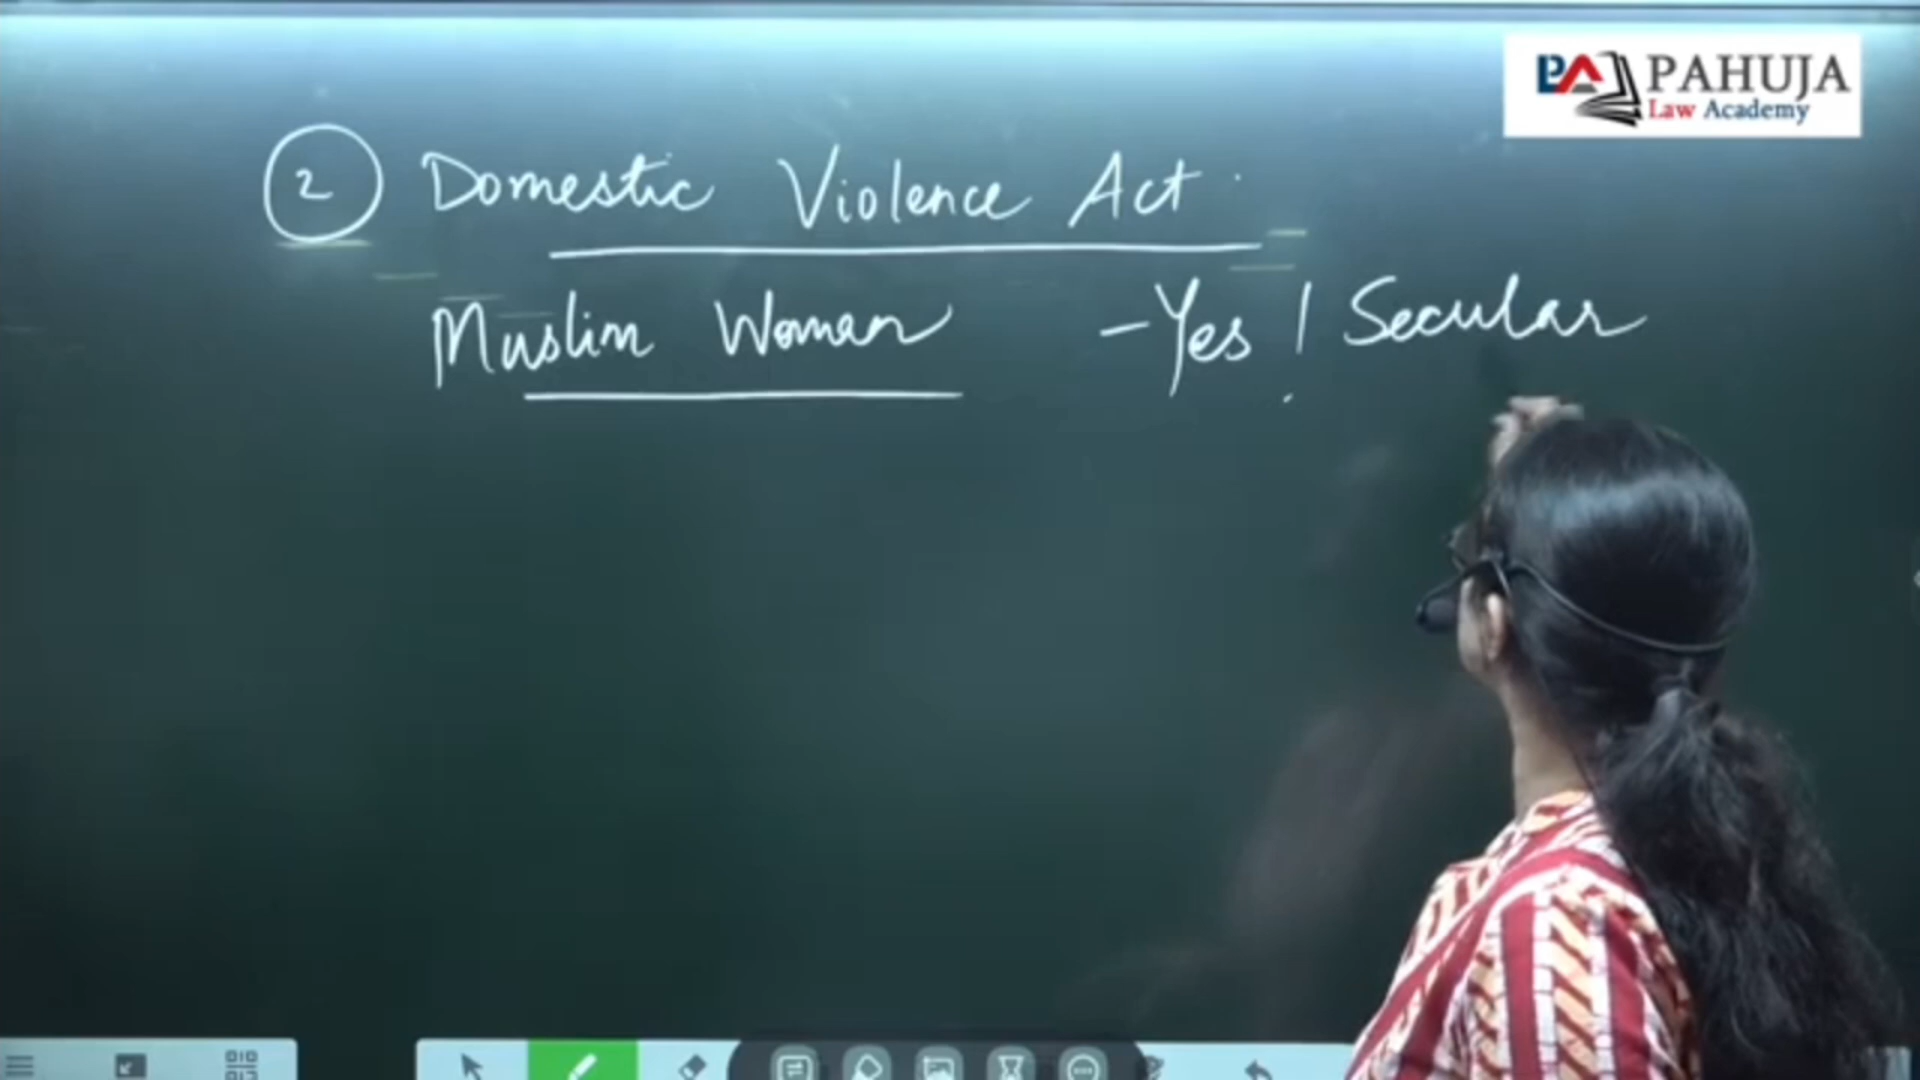 PAHUJA
Law Academy
2 Domestic Violence Act.
Muslim Woman - Yes! Secular